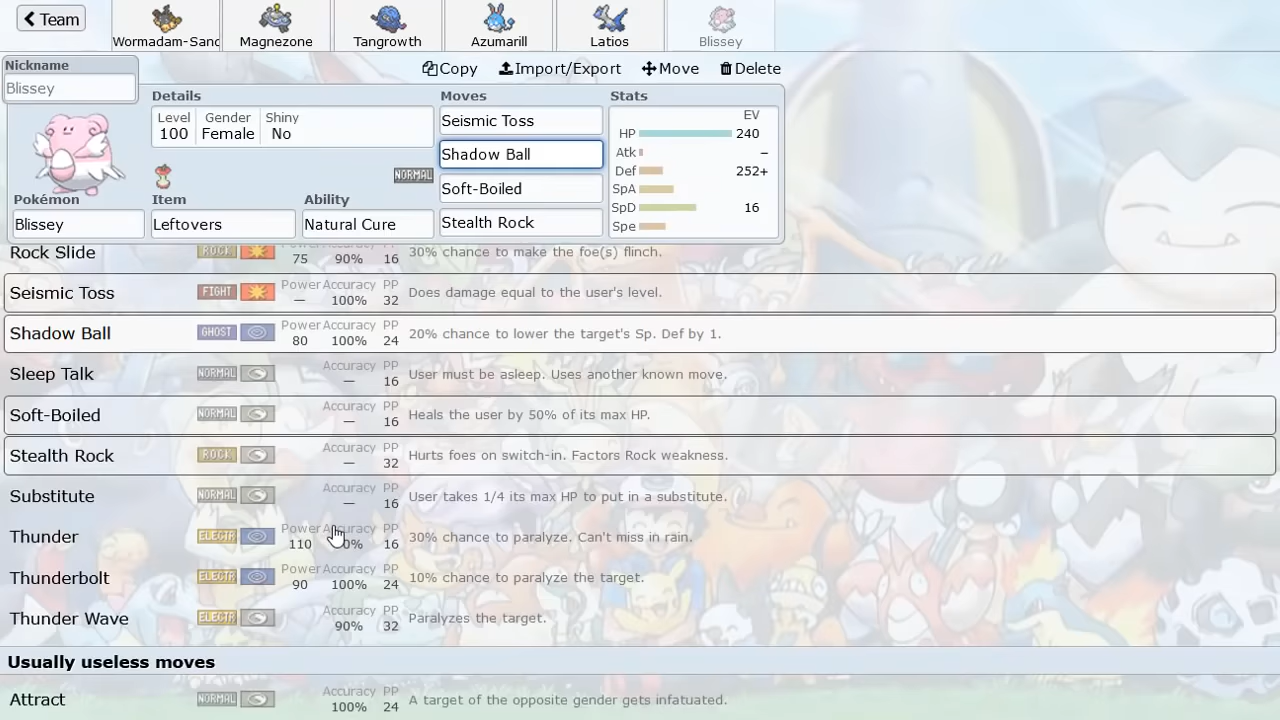 Team
Wormadam-Sand
Magnezone
Tangrowth
Azumarill
Latios
Blissey
Nickname
Blissey
Copy
Import/Export
Move
Delete
Details
Moves
Stats
Level Gender Shiny
100 Female No
NORMAL
Pokémon
Item
Ability
Blissey
Leftovers
Natural Cure
Seismic Toss
Shadow Ball
Soft-Boiled
Stealth Rock
EV
HP 240
Atk –
Def 252+
SpA
SpD 16
Spe
Rock Slide ROCK Power 75 Accuracy 90% PP 16 30% chance to make the foe(s) flinch.
Seismic Toss FIGHT Power — Accuracy 100% PP 32 Does damage equal to the user's level.
Shadow Ball GHOST Power 80 Accuracy 100% PP 24 20% chance to lower the target's Sp. Def by 1.
Sleep Talk NORMAL Accuracy — PP 16 User must be asleep. Uses another known move.
Soft-Boiled NORMAL Accuracy — PP 16 Heals the user by 50% of its max HP.
Stealth Rock ROCK Accuracy — PP 32 Hurts foes on switch-in. Factors Rock weakness.
Substitute NORMAL Accuracy — PP 16 User takes 1/4 its max HP to put in a substitute.
Thunder ELECTR Power 110 Accuracy 0% PP 16 30% chance to paralyze. Can't miss in rain.
Thunderbolt ELECTR Power 90 Accuracy 100% PP 24 10% chance to paralyze the target.
Thunder Wave ELECTR Accuracy 90% PP 32 Paralyzes the target.
Usually useless moves
Attract NORMAL Accuracy 100% PP 24 A target of the opposite gender gets infatuated.